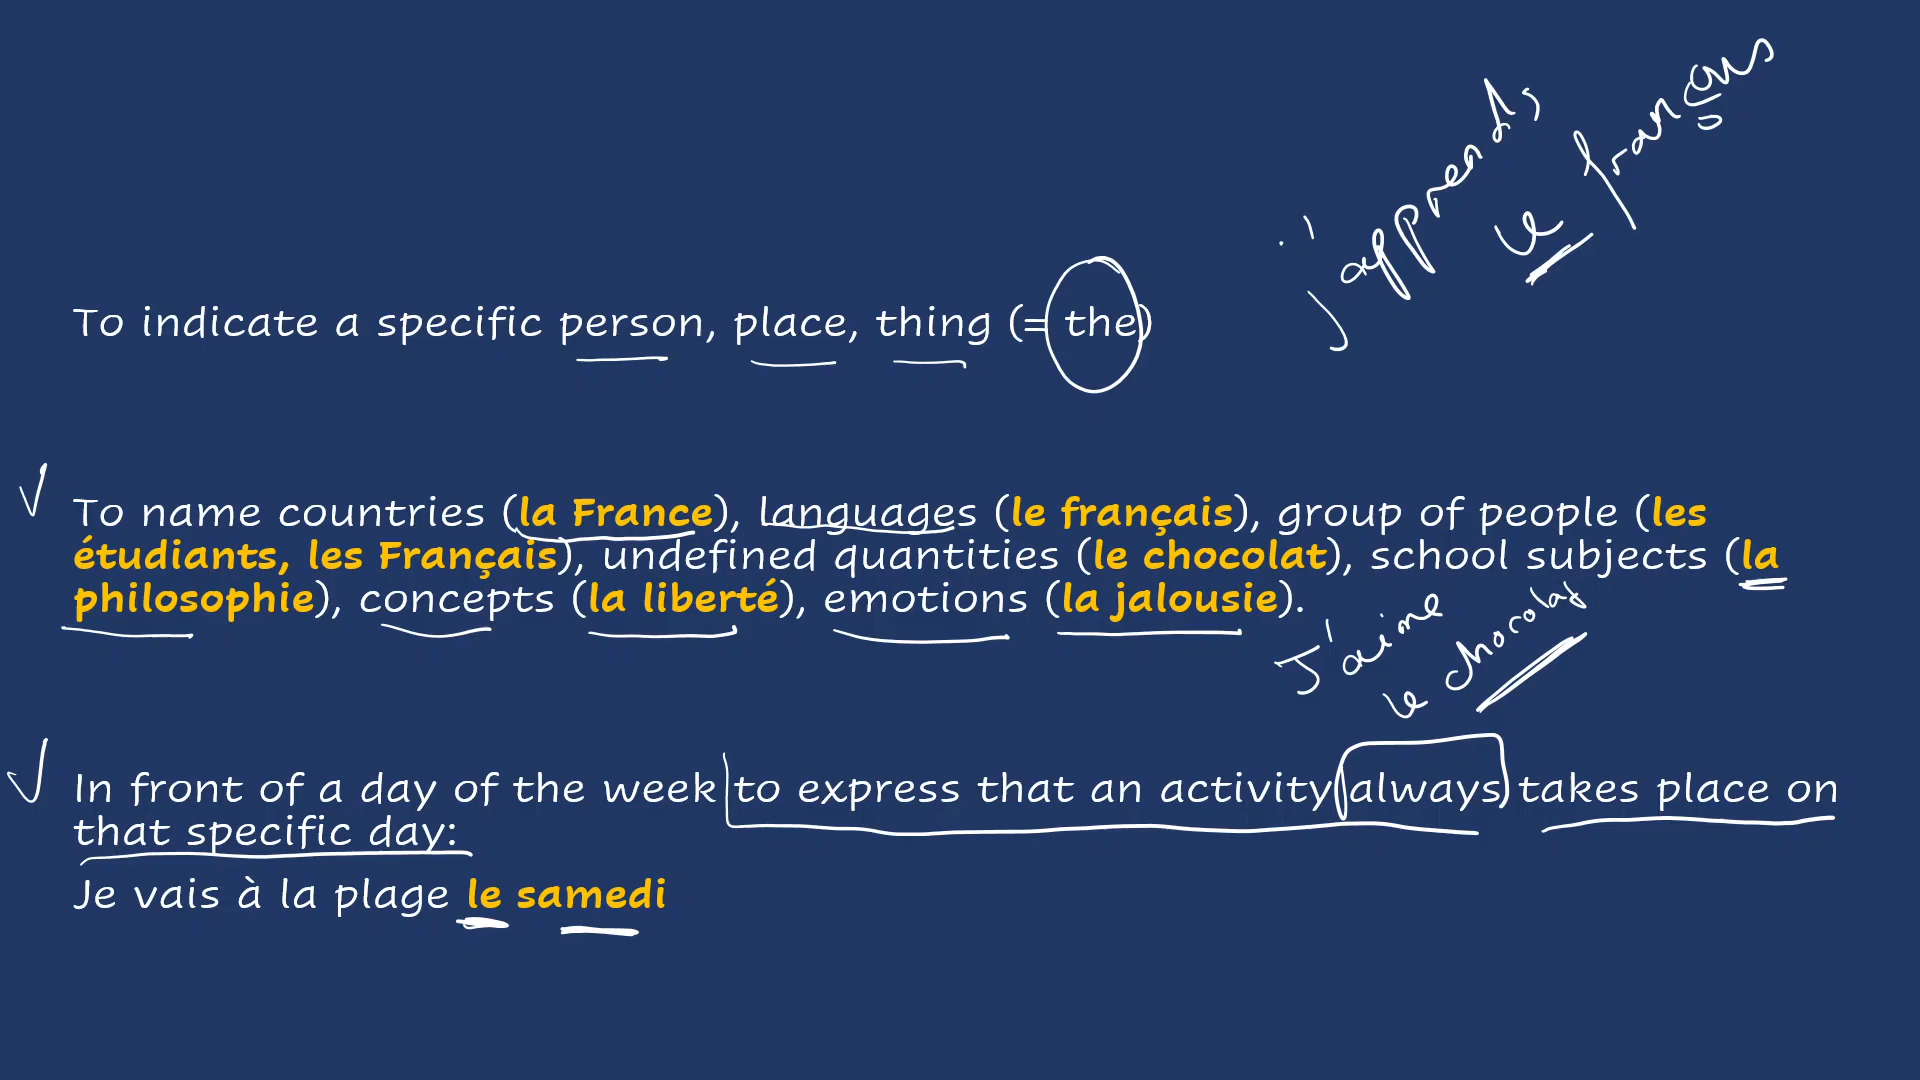 j'apprends
le français
To indicate a specific person, place, thing (= the)
To name countries (la France), languages (le français), group of people (les
étudiants, les Français), undefined quantities (le chocolat), school subjects (la
philosophie), concepts (la liberté), emotions (la jalousie).
J'aime
le chocolat
In front of a day of the week to express that an activity always takes place on
that specific day:
Je vais à la plage le samedi